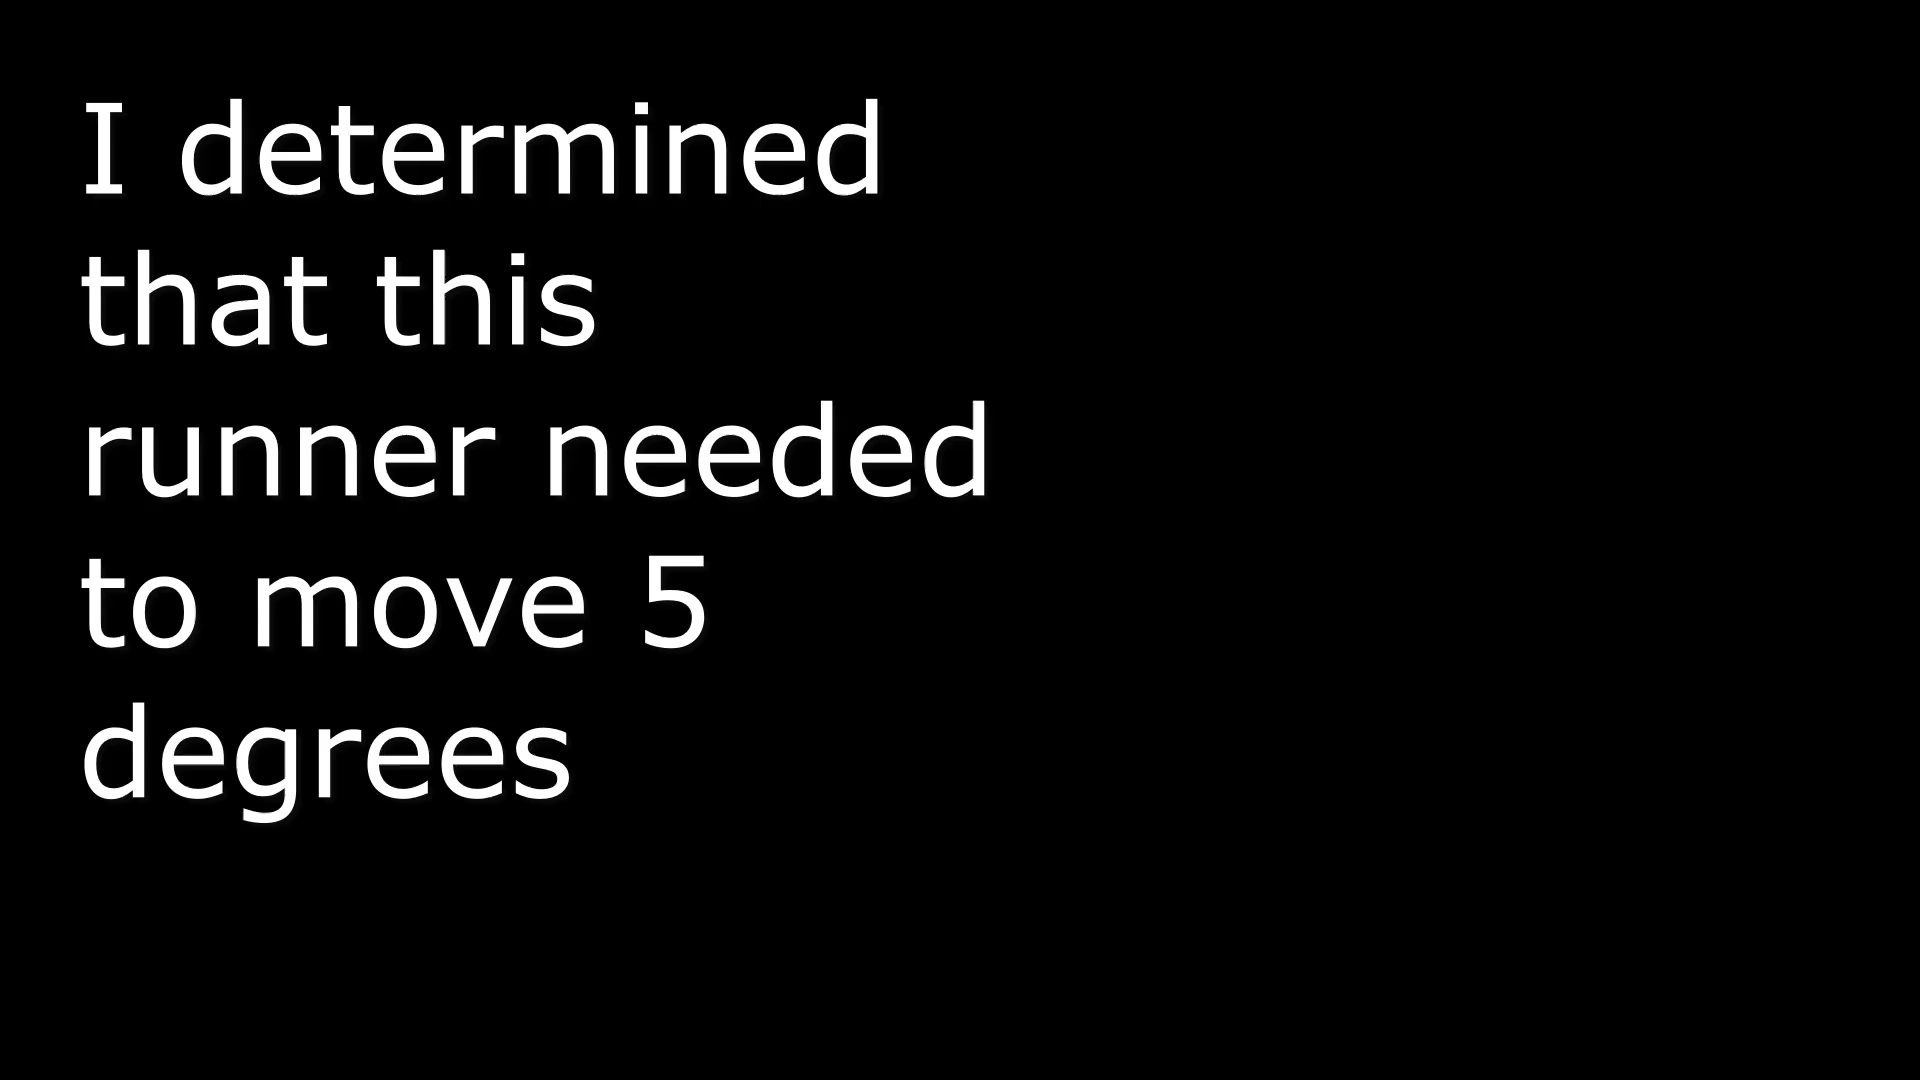 I determined
that this
runner needed
to move 5
degrees